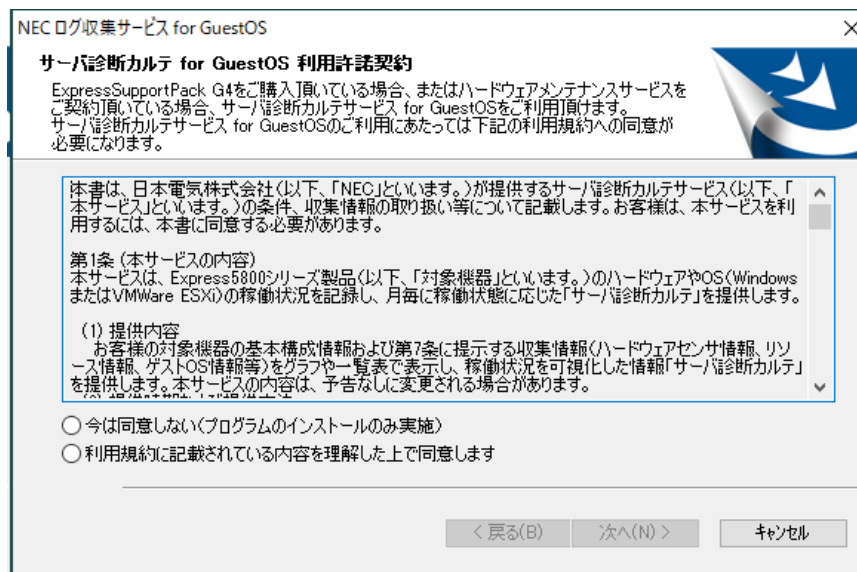 NEC ログ収集サービス for GuestOS
サーバ診断カルテ for GuestOS 利用許諾契約
ExpressSupportPack G4をご購入頂いている場合、またはハードウェアメンテナンスサービスを
ご契約頂いている場合、サーバ診断カルテサービス for GuestOSをご利用頂けます。
サーバ診断カルテサービス for GuestOSのご利用にあたっては下記の利用規約への同意が
必要になります。
本書は、日本電気株式会社(以下、「NEC」といいます。)が提供するサーバ診断カルテサービス(以下、「
本サービス」といいます。)の条件、収集情報の取り扱い等について記載します。お客様は、本サービスを利
用するには、本書に同意する必要があります。
第1条 (本サービスの内容)
本サービスは、Express5800シリーズ製品(以下、「対象機器」といいます。)のハードウェアやOS(Windows
またはVMWare ESXi)の稼働状況を記録し、月毎に稼働状態に応じた「サーバ診断カルテ」を提供します。
(1) 提供内容
お客様の対象機器の基本構成情報および第7条に提示する収集情報(ハードウェアセンサ情報、リソ
ース情報、ゲストOS情報等)をグラフや一覧表で表示し、稼働状況を可視化した情報「サーバ診断カルテ」
を提供します。本サービスの内容は、予告なしに変更される場合があります。
今は同意しない(プログラムのインストールのみ実施)
利用規約に記載されている内容を理解した上で同意します
< 戻る(B)
次へ(N) >
キャンセル